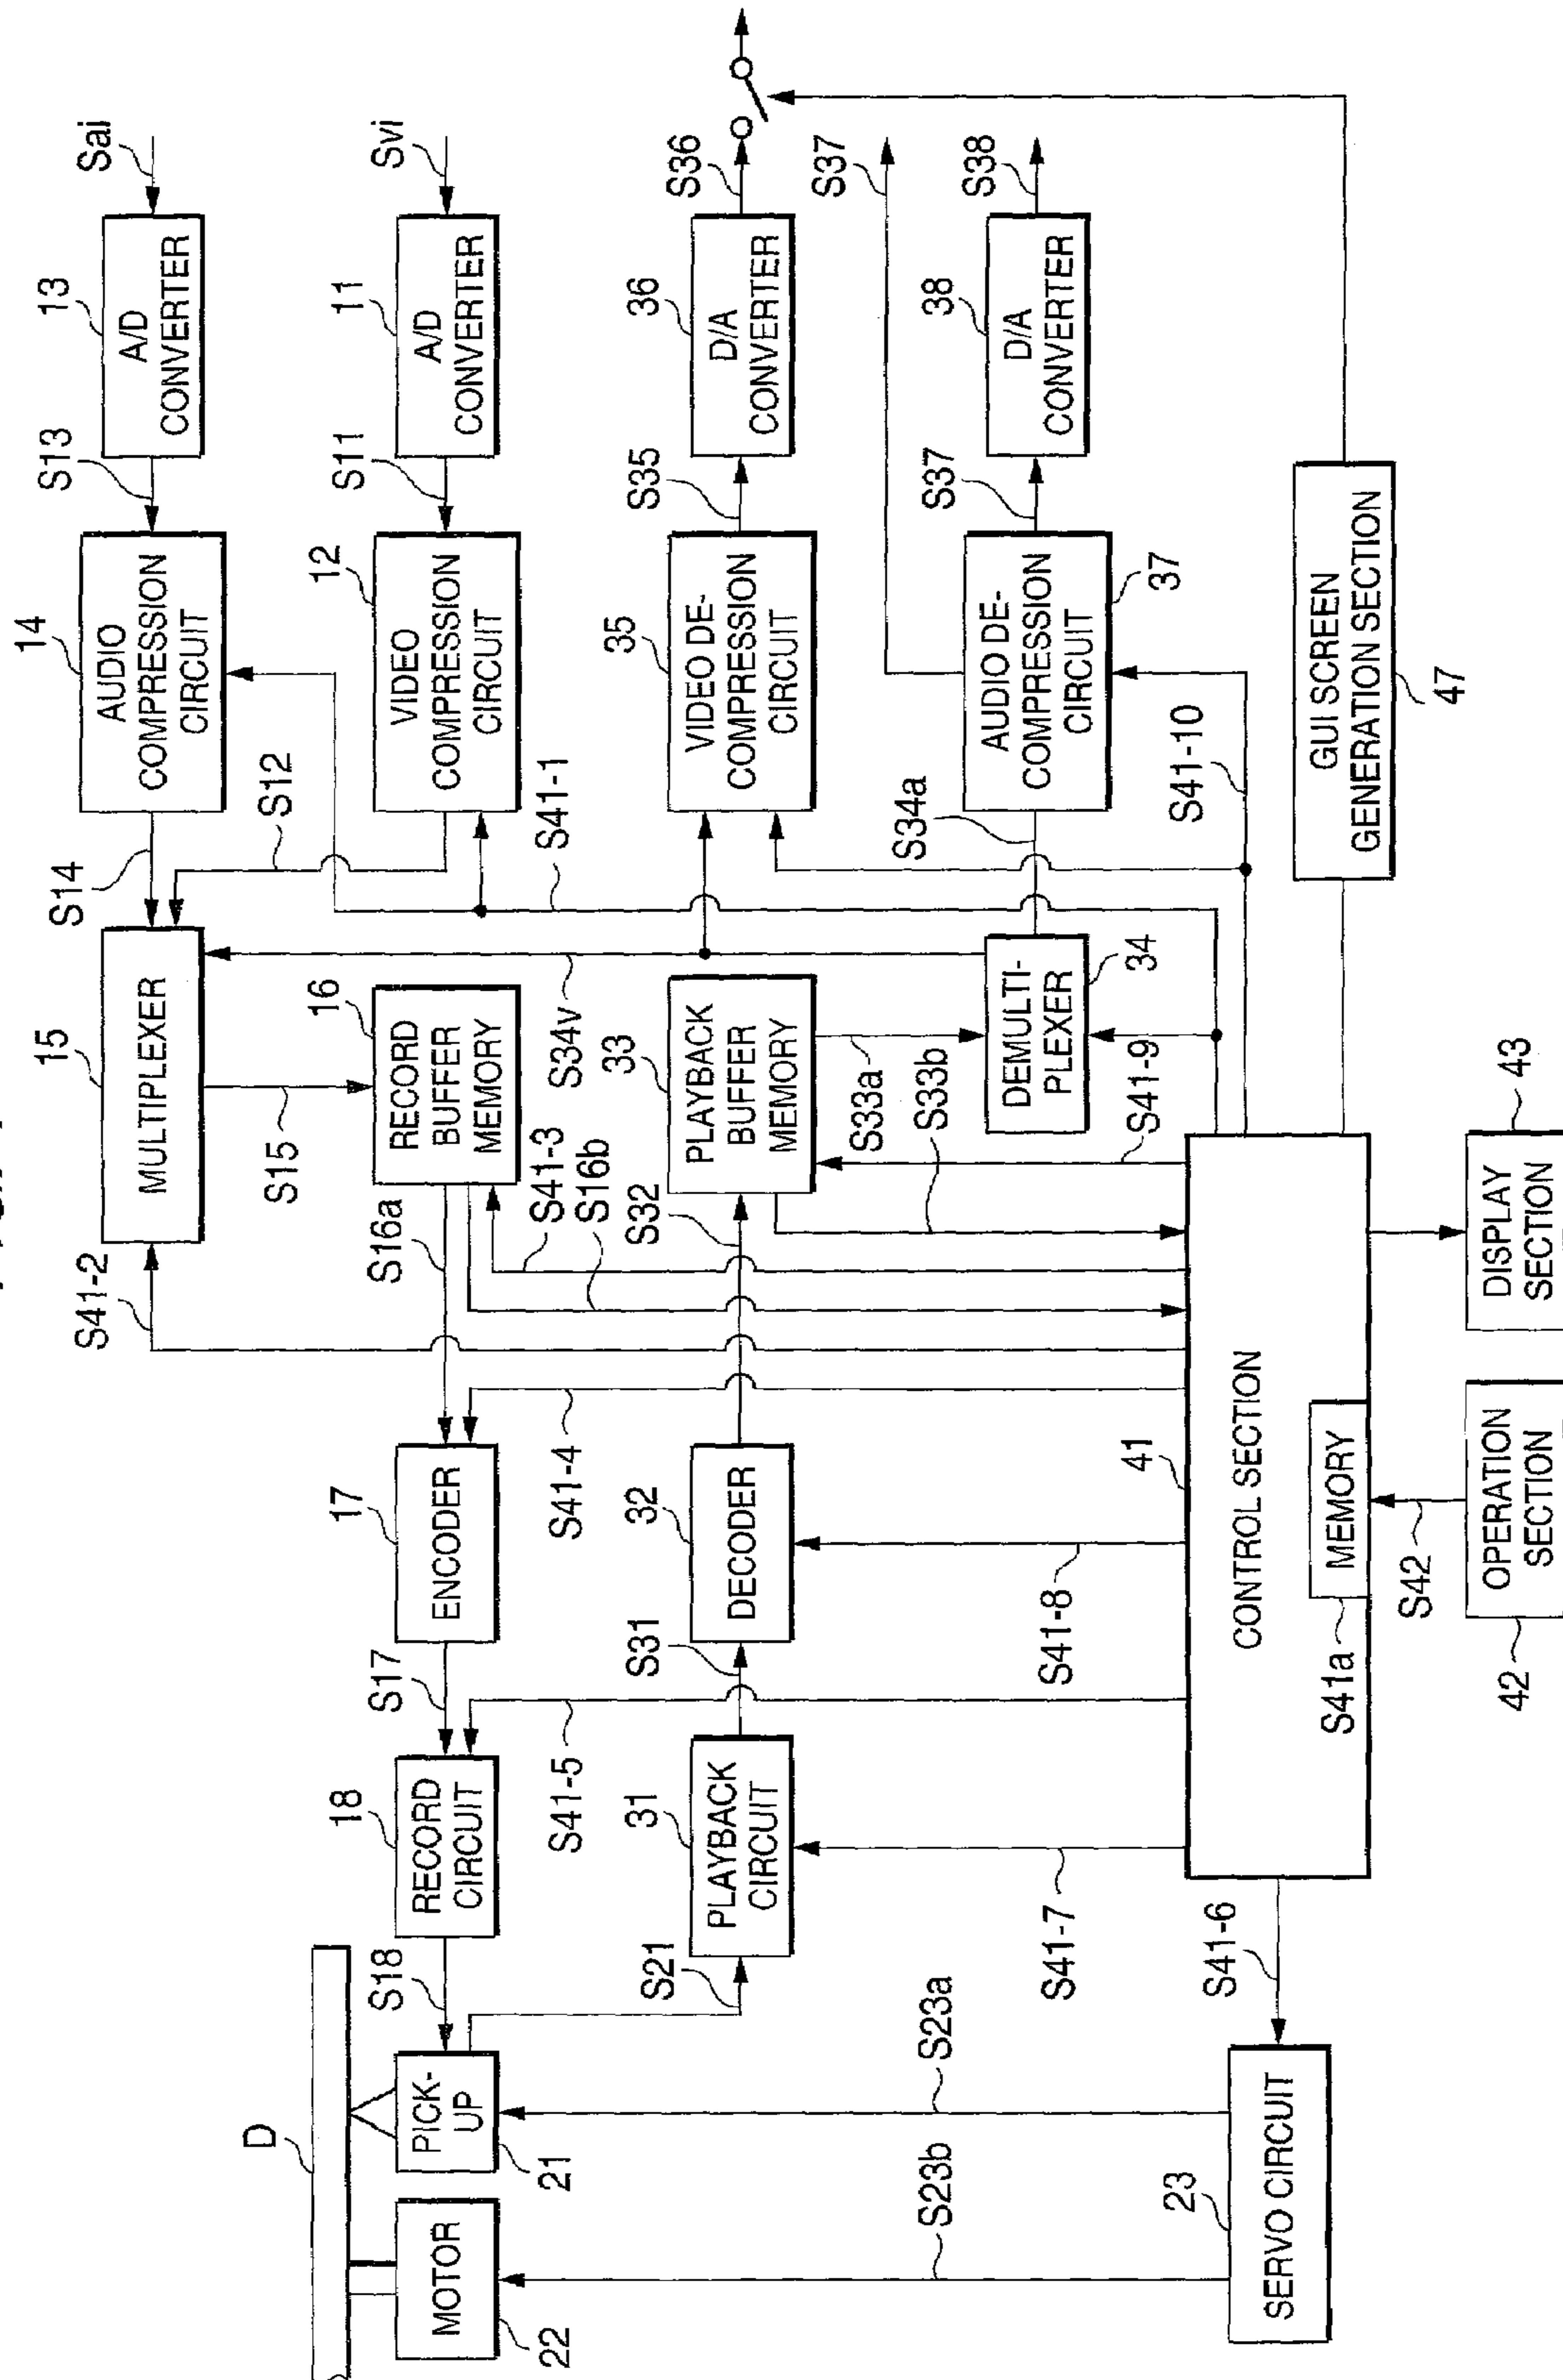 Sai
13
A/D
CONVERTER
S13
14
AUDIO
COMPRESSION
CIRCUIT
S14
S12
15
MULTIPLEXER
S41-2
Svi
11
A/D
CONVERTER
S11
12
VIDEO
COMPRESSION
CIRCUIT
S41-1
S15
16
RECORD
BUFFER
MEMORY
S16a
S41-3
S16b
17
ENCODER
S41-4
S17
18
RECORD
CIRCUIT
S41-5
S18
D
PICK-
UP
21
MOTOR
22
S36
36
D/A
CONVERTER
S35
35
VIDEO DE-
COMPRESSION
CIRCUIT
S34v
33
PLAYBACK
BUFFER
MEMORY
S33a
S33b
S32
32
DECODER
S41-8
S31
31
PLAYBACK
CIRCUIT
S41-7
S21
S23a
S23b
S37
S38
38
D/A
CONVERTER
S37
AUDIO DE-
COMPRESSION
CIRCUIT
37
S34a
34
DEMULTI-
PLEXER
S41-9
S41-10
GUI SCREEN
GENERATION SECTION
47
41
CONTROL SECTION
MEMORY
S41a
S41-6
23
SERVO CIRCUIT
S42
42
OPERATION
SECTION
43
DISPLAY
SECTION